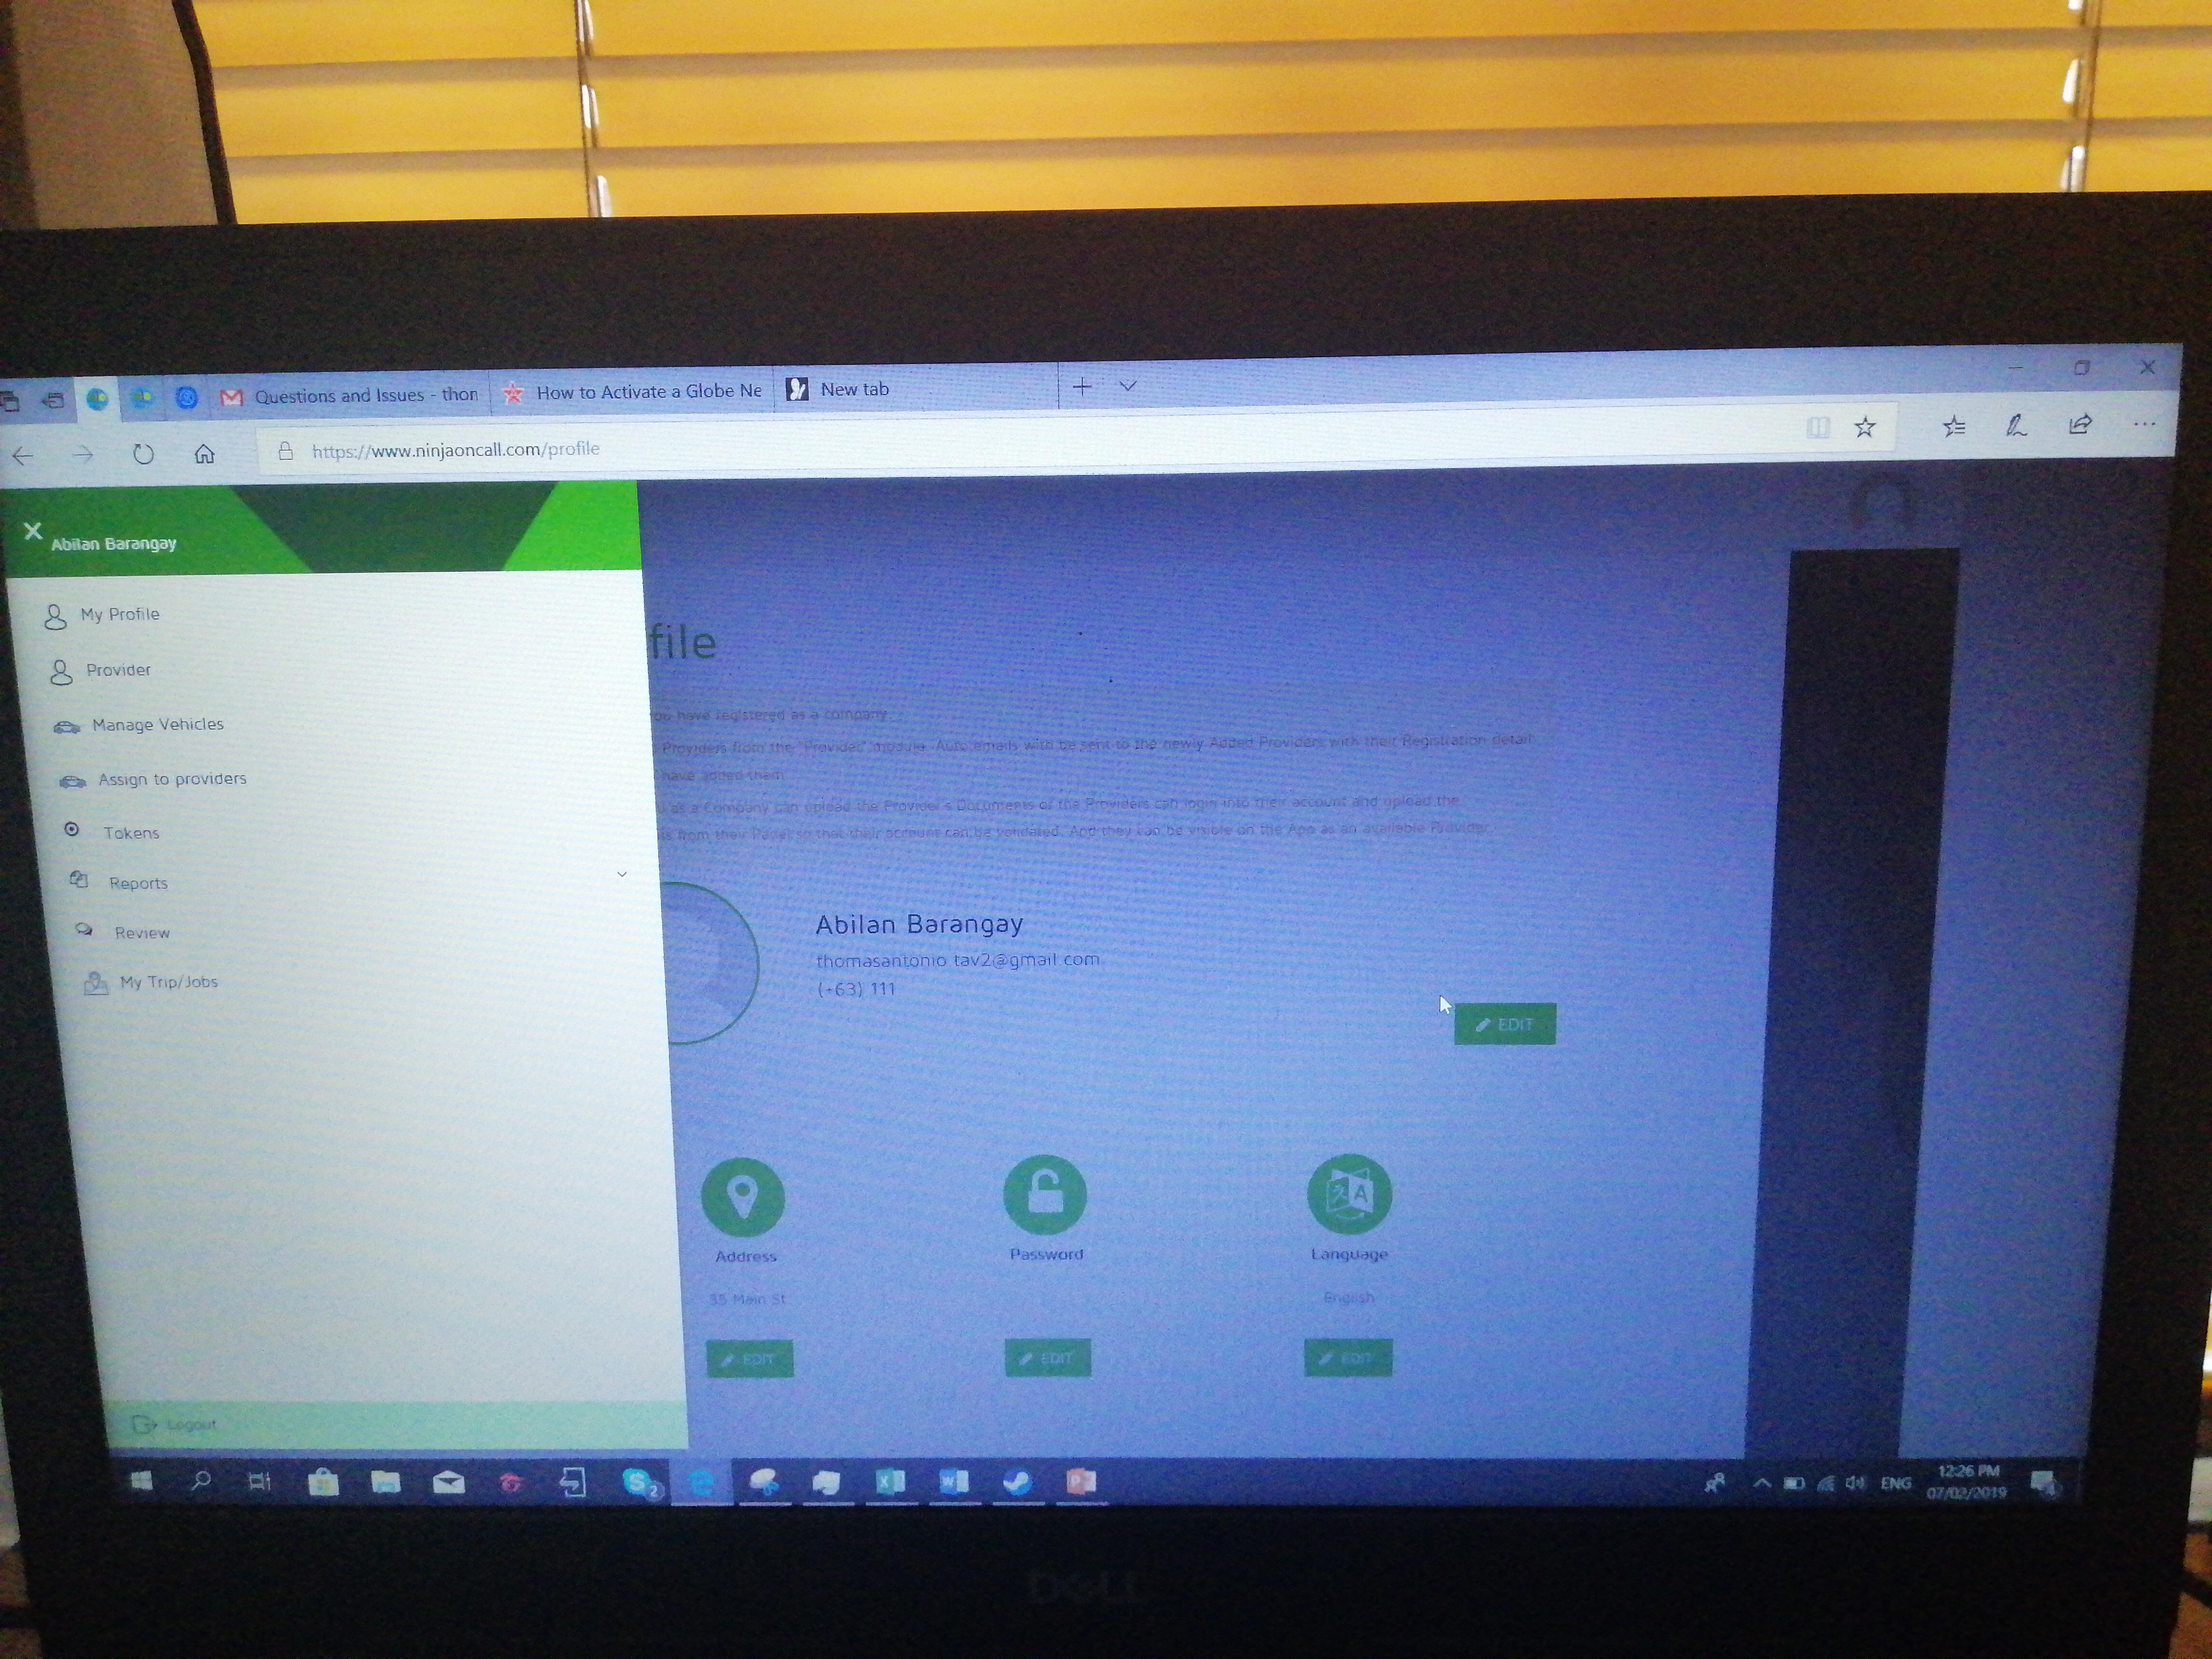 Questions and Issues - thon
How to Activate a Globe Ne
New tab
https://www.ninjaoncall.com/profile
Abilan Barangay
My Profile
Provider
Manage Vehicles
Assign to providers
Tokens
Reports
Review
My Trip/Jobs
Logout
file
you have registered as a company
Providers from the "Provider" module. Auto emails with be sent to the newly Added Providers with their Registration detail
have added them
as a Company can upload the Provider's Documents or the Providers can login into their account and upload the
from their Panel so that their account can be validated. And they can be visible on the App as an available Provider
Abilan Barangay
thomasantonio.tav2@gmail.com
(+63) 111
EDIT
Address
Password
Language
35 Main St
English
EDIT
EDIT
EDIT
ENG
12:26 PM
07/02/2019
DELL